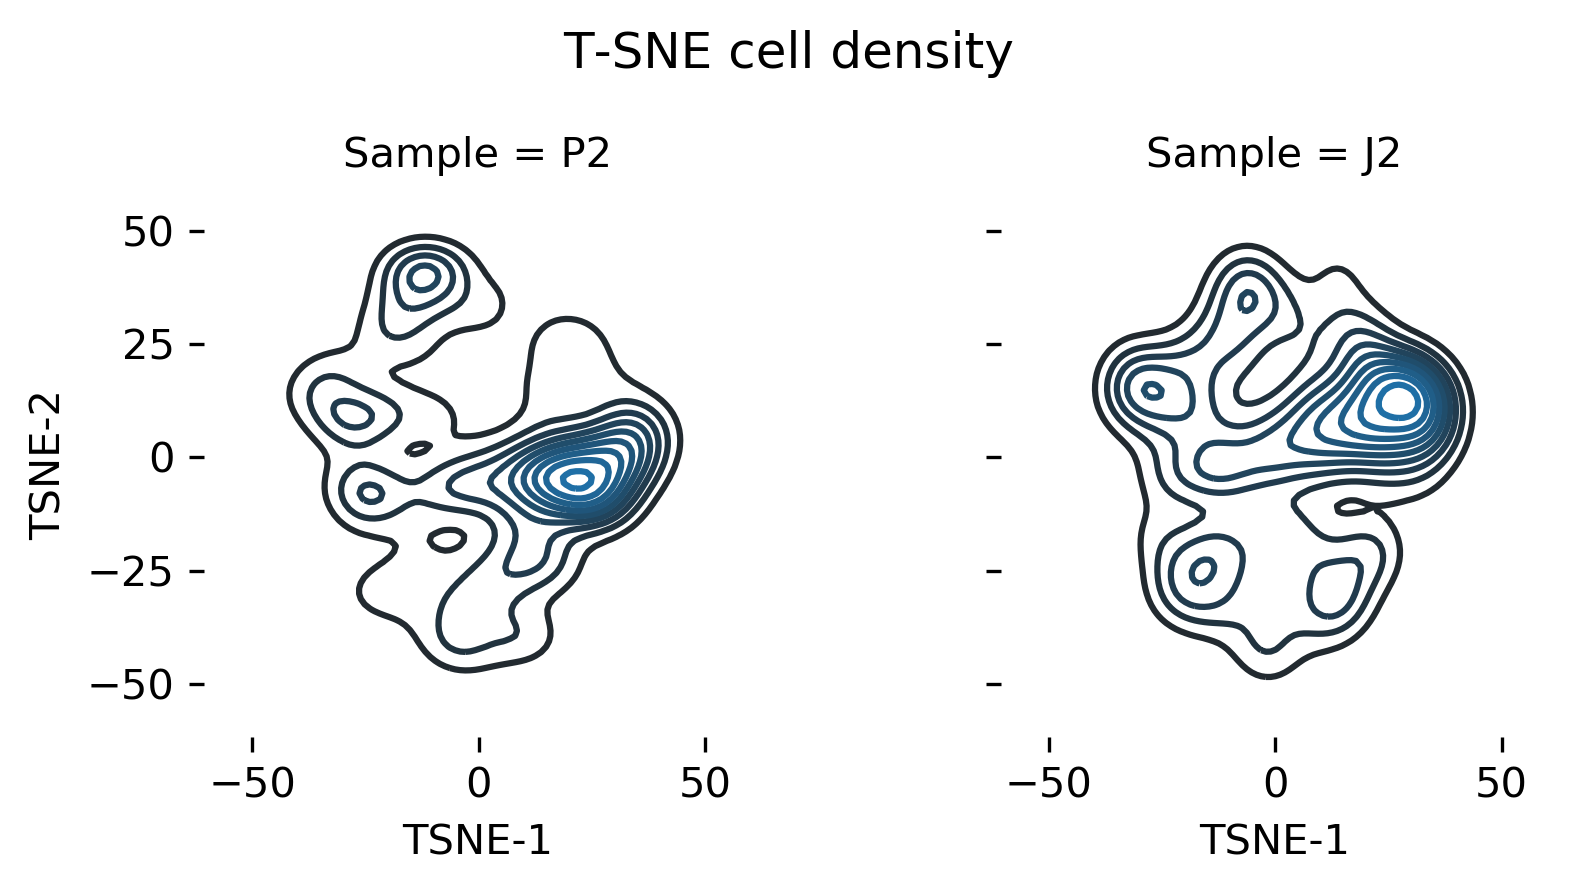 T-SNE cell density
Sample = P2
Sample = J2
50
25
0
−25
−50
TSNE-2
−50 0 50
−50 0 50
TSNE-1
TSNE-1